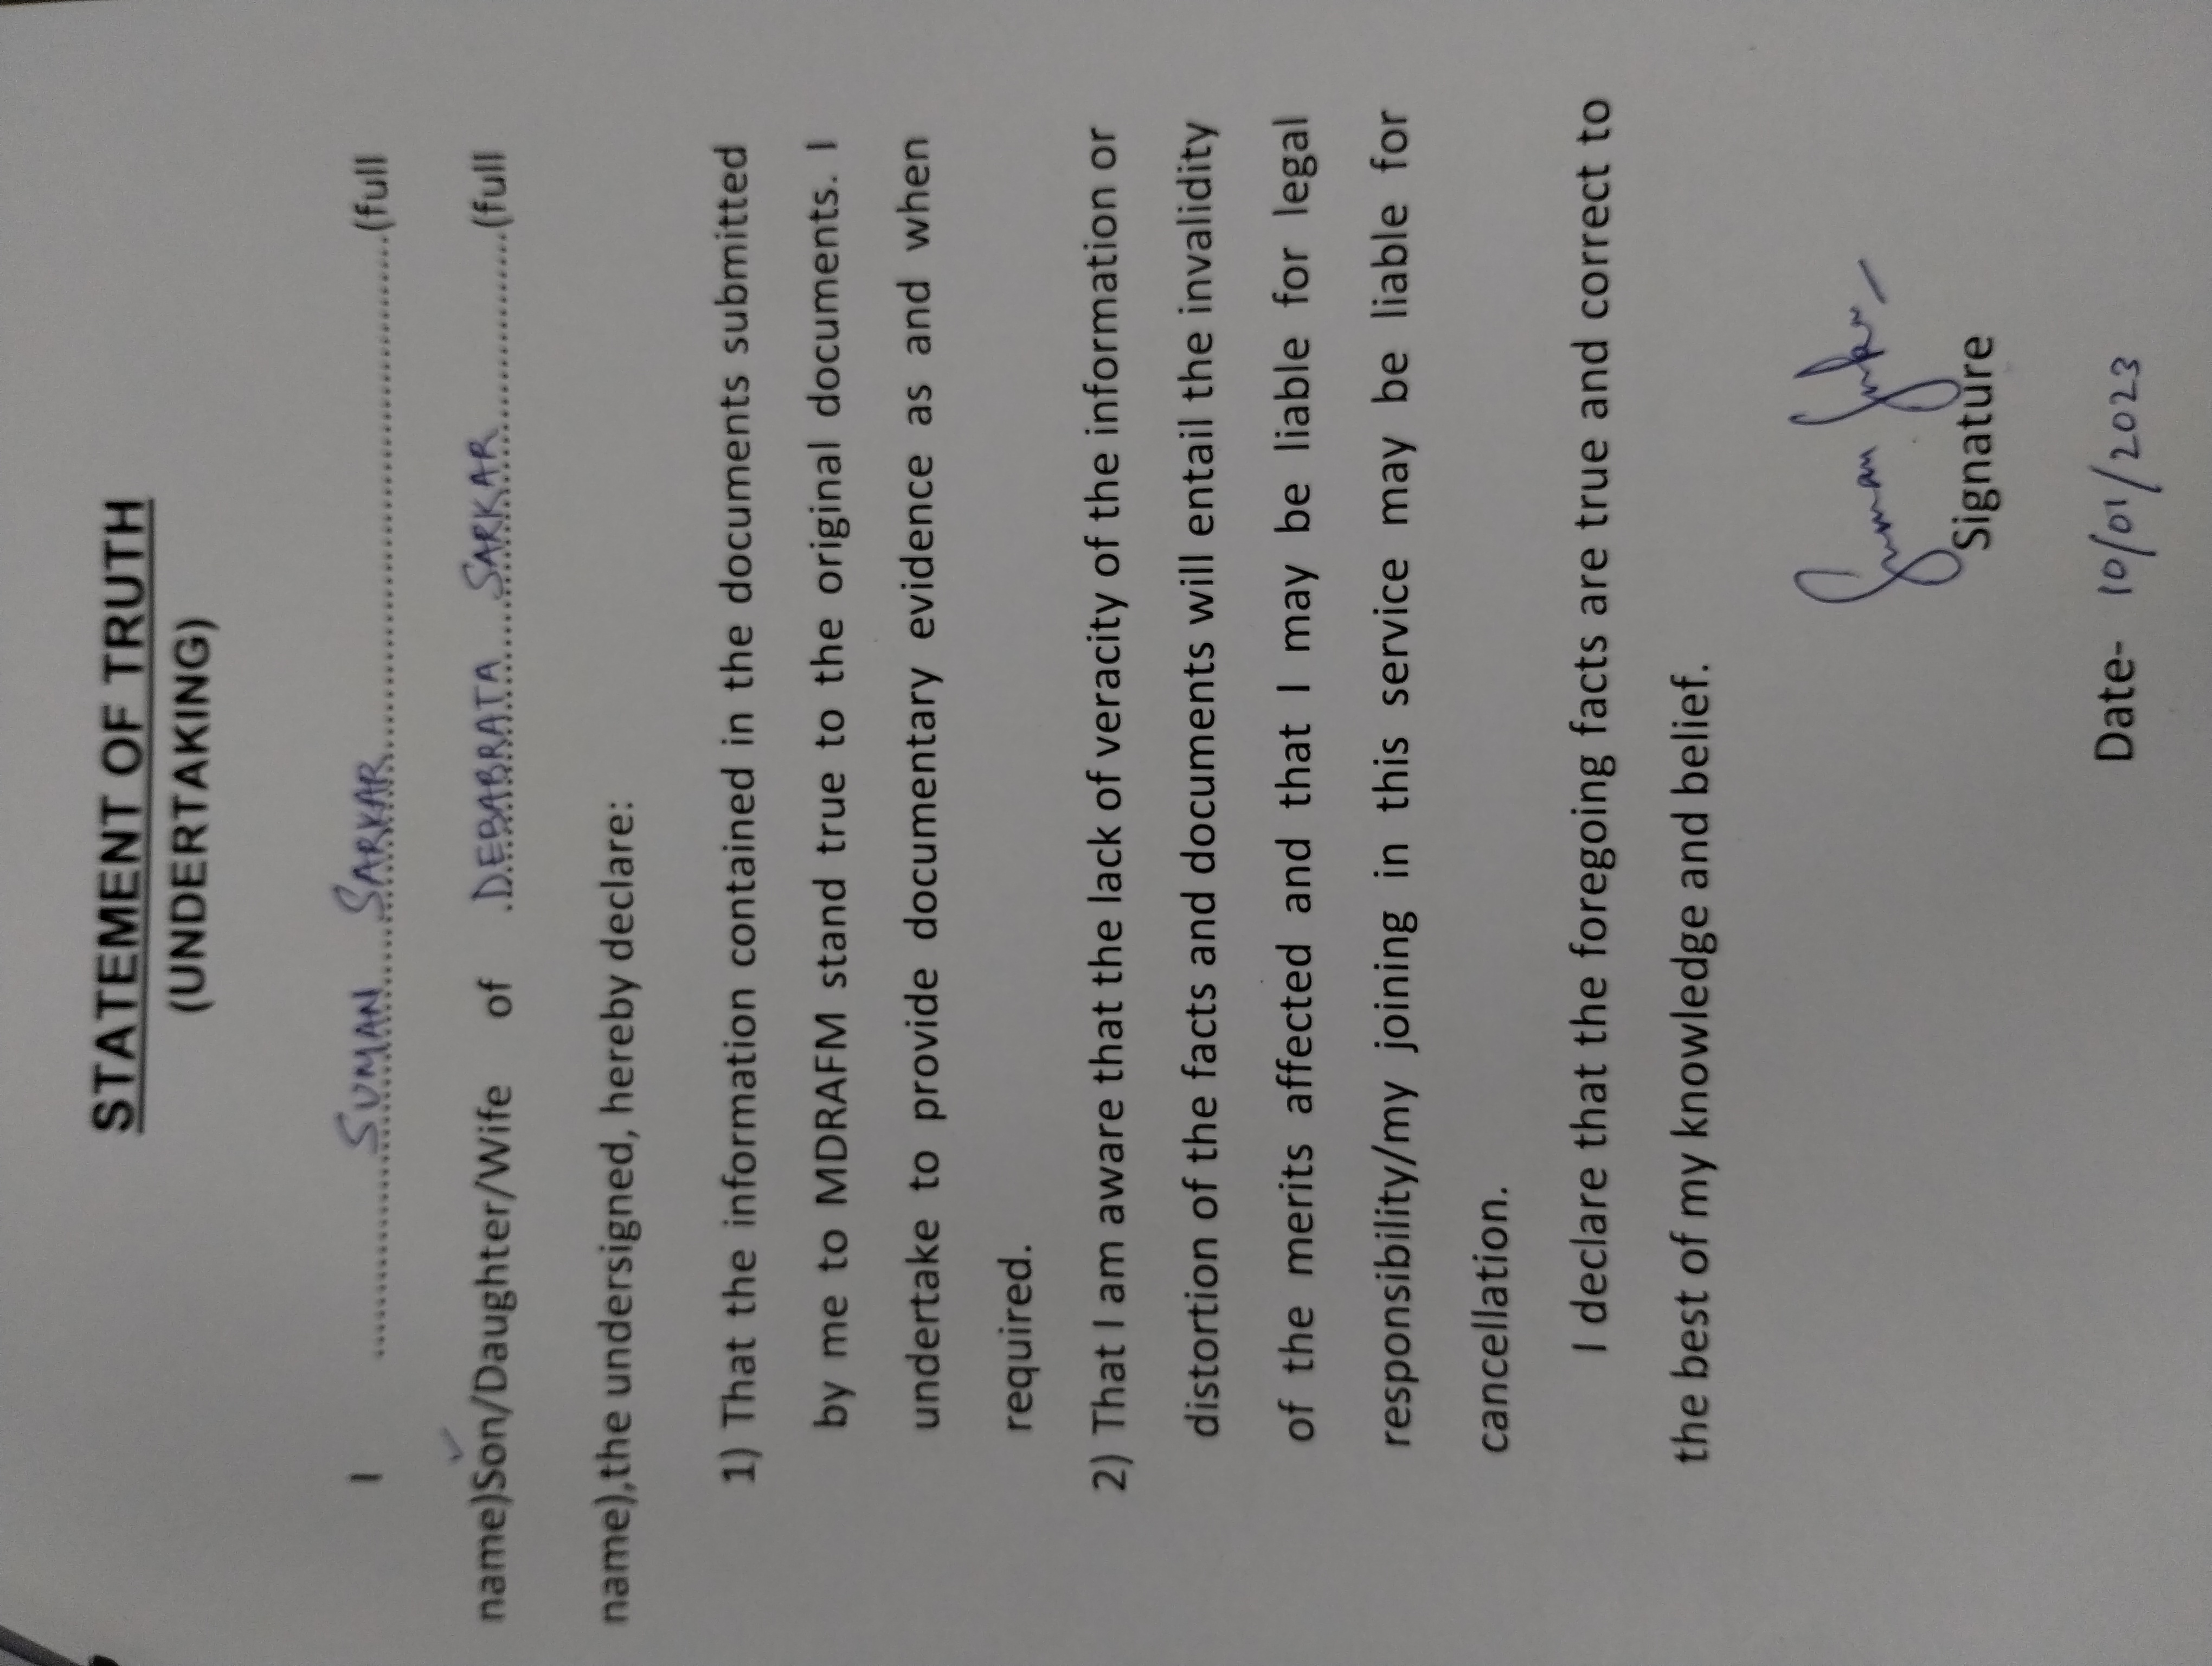 STATEMENT OF TRUTH
(UNDERTAKING)
I ....................SUMAN SARKAR....................(full
name)Son/Daughter/Wife of .DEBABRATA SARKAR....................(full
name),the undersigned, hereby declare:
1) That the information contained in the documents submitted
by me to MDRAFM stand true to the original documents. I
undertake to provide documentary evidence as and when
required.
2) That I am aware that the lack of veracity of the information or
distortion of the facts and documents will entail the invalidity
of the merits affected and that I may be liable for legal
responsibility/my joining in this service may be liable for
cancellation.
I declare that the foregoing facts are true and correct to
the best of my knowledge and belief.
Suman Sarkar
Signature
Date- 10/01/2023